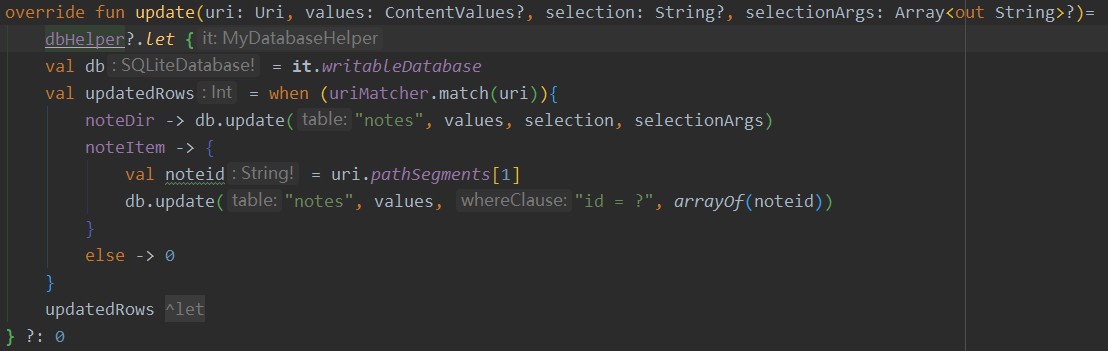 override fun update(uri: Uri, values: ContentValues?, selection: String?, selectionArgs: Array<out String>?)=
dbHelper?.let { it: MyDatabaseHelper
val db : SQLiteDatabase! = it.writableDatabase
val updatedRows : Int = when (uriMatcher.match(uri)){
noteDir -> db.update( table: "notes", values, selection, selectionArgs)
noteItem -> {
val noteid : String! = uri.pathSegments[1]
db.update( table: "notes", values, whereClause: "id = ?", arrayOf(noteid))
}
else -> 0
}
updatedRows ^let
} ?: 0